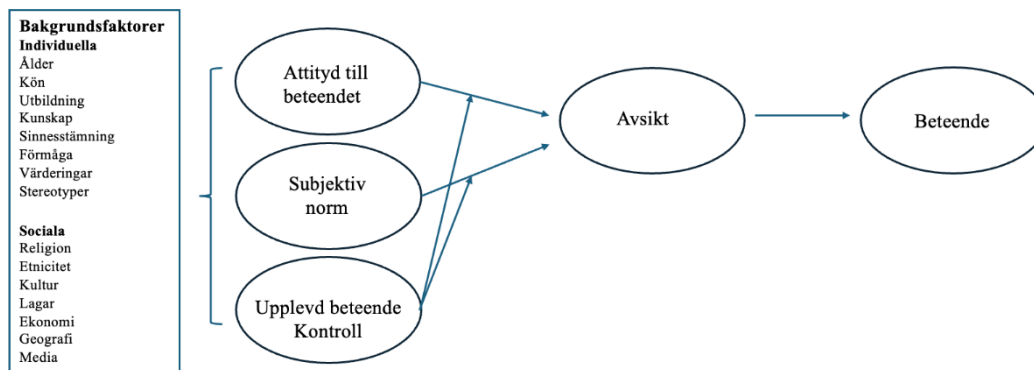 Bakgrundsfaktorer
Individuella
Ålder
Kön
Utbildning
Kunskap
Sinnesstämning
Förmåga
Värderingar
Stereotyper
Sociala
Religion
Etnicitet
Kultur
Lagar
Ekonomi
Geografi
Media
Attityd till
beteendet
Subjektiv
norm
Upplevd beteende
Kontroll
Avsikt
Beteende